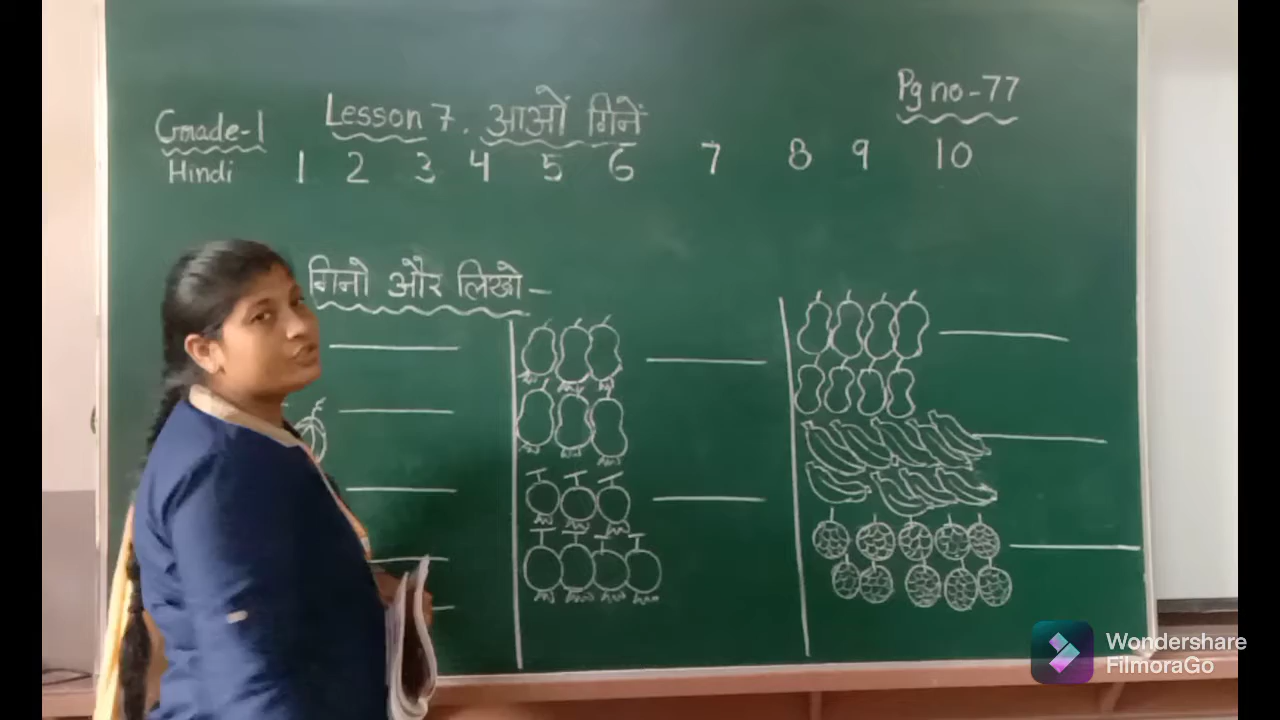 Pg no-77
Lesson 7. आओं गिनें
Grade-1
Hindi 1 2 3 4 5 6 7 8 9 10
गिनो और लिखो-
Wondershare
FilmoraGo